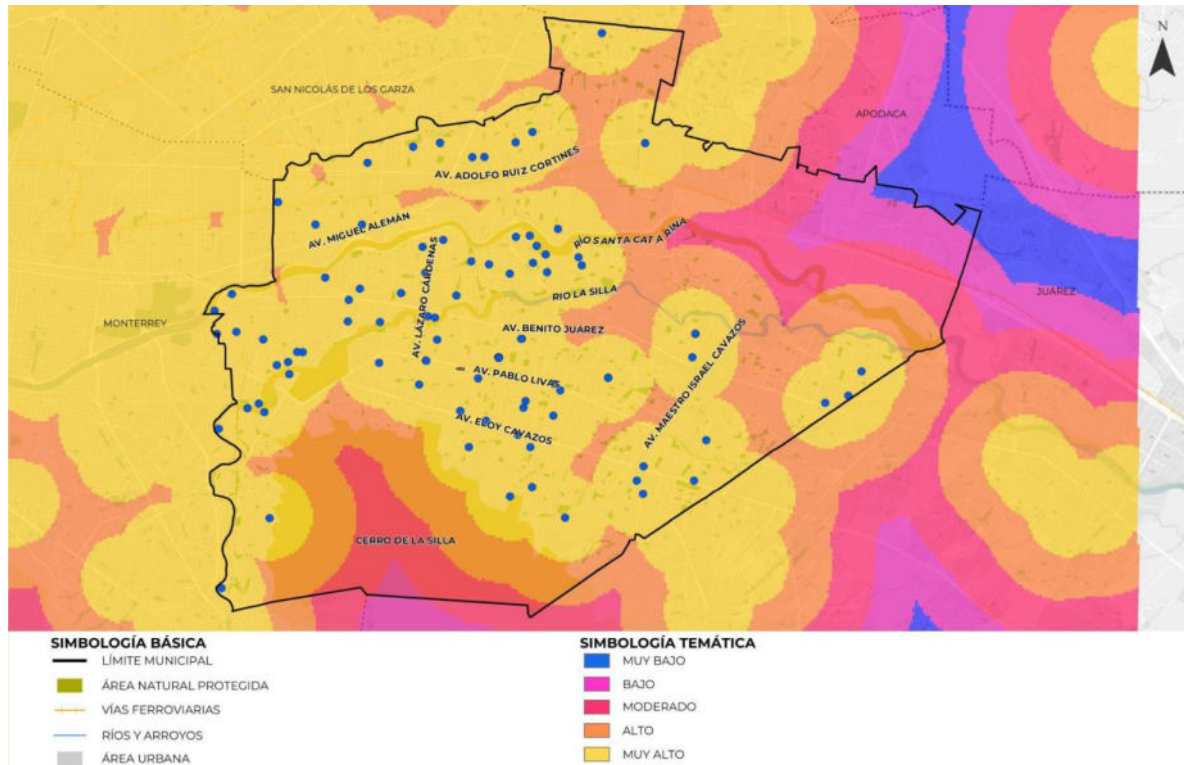 N
SAN NICOLÁS DE LOS GARZA
APODACA
AV. ADOLFO RUIZ CORTINES
AV. MIGUEL ALEMÁN
RÍO SANTA CATARINA
AV. LÁZARO CÁRDENAS
RIO LA SILLA
JUÁREZ
MONTERREY
AV. BENITO JUÁREZ
AV. PABLO LIVAS
AV. MAESTRO ISRAEL CAVAZOS
AV. ELOY CAVAZOS
CERRO DE LA SILLA
SIMBOLOGÍA BÁSICA
LÍMITE MUNICIPAL
ÁREA NATURAL PROTEGIDA
VÍAS FERROVIARIAS
RÍOS Y ARROYOS
ÁREA URBANA
SIMBOLOGÍA TEMÁTICA
MUY BAJO
BAJO
MODERADO
ALTO
MUY ALTO